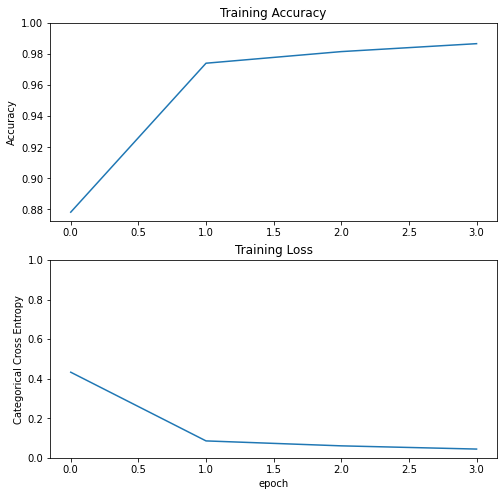 Training Accuracy
1.00
0.98
0.96
0.94
0.92
0.90
0.88
Accuracy
0.0 0.5 1.0 1.5 2.0 2.5 3.0
Training Loss
1.0
0.8
0.6
0.4
0.2
0.0
Categorical Cross Entropy
0.0 0.5 1.0 1.5 2.0 2.5 3.0
epoch